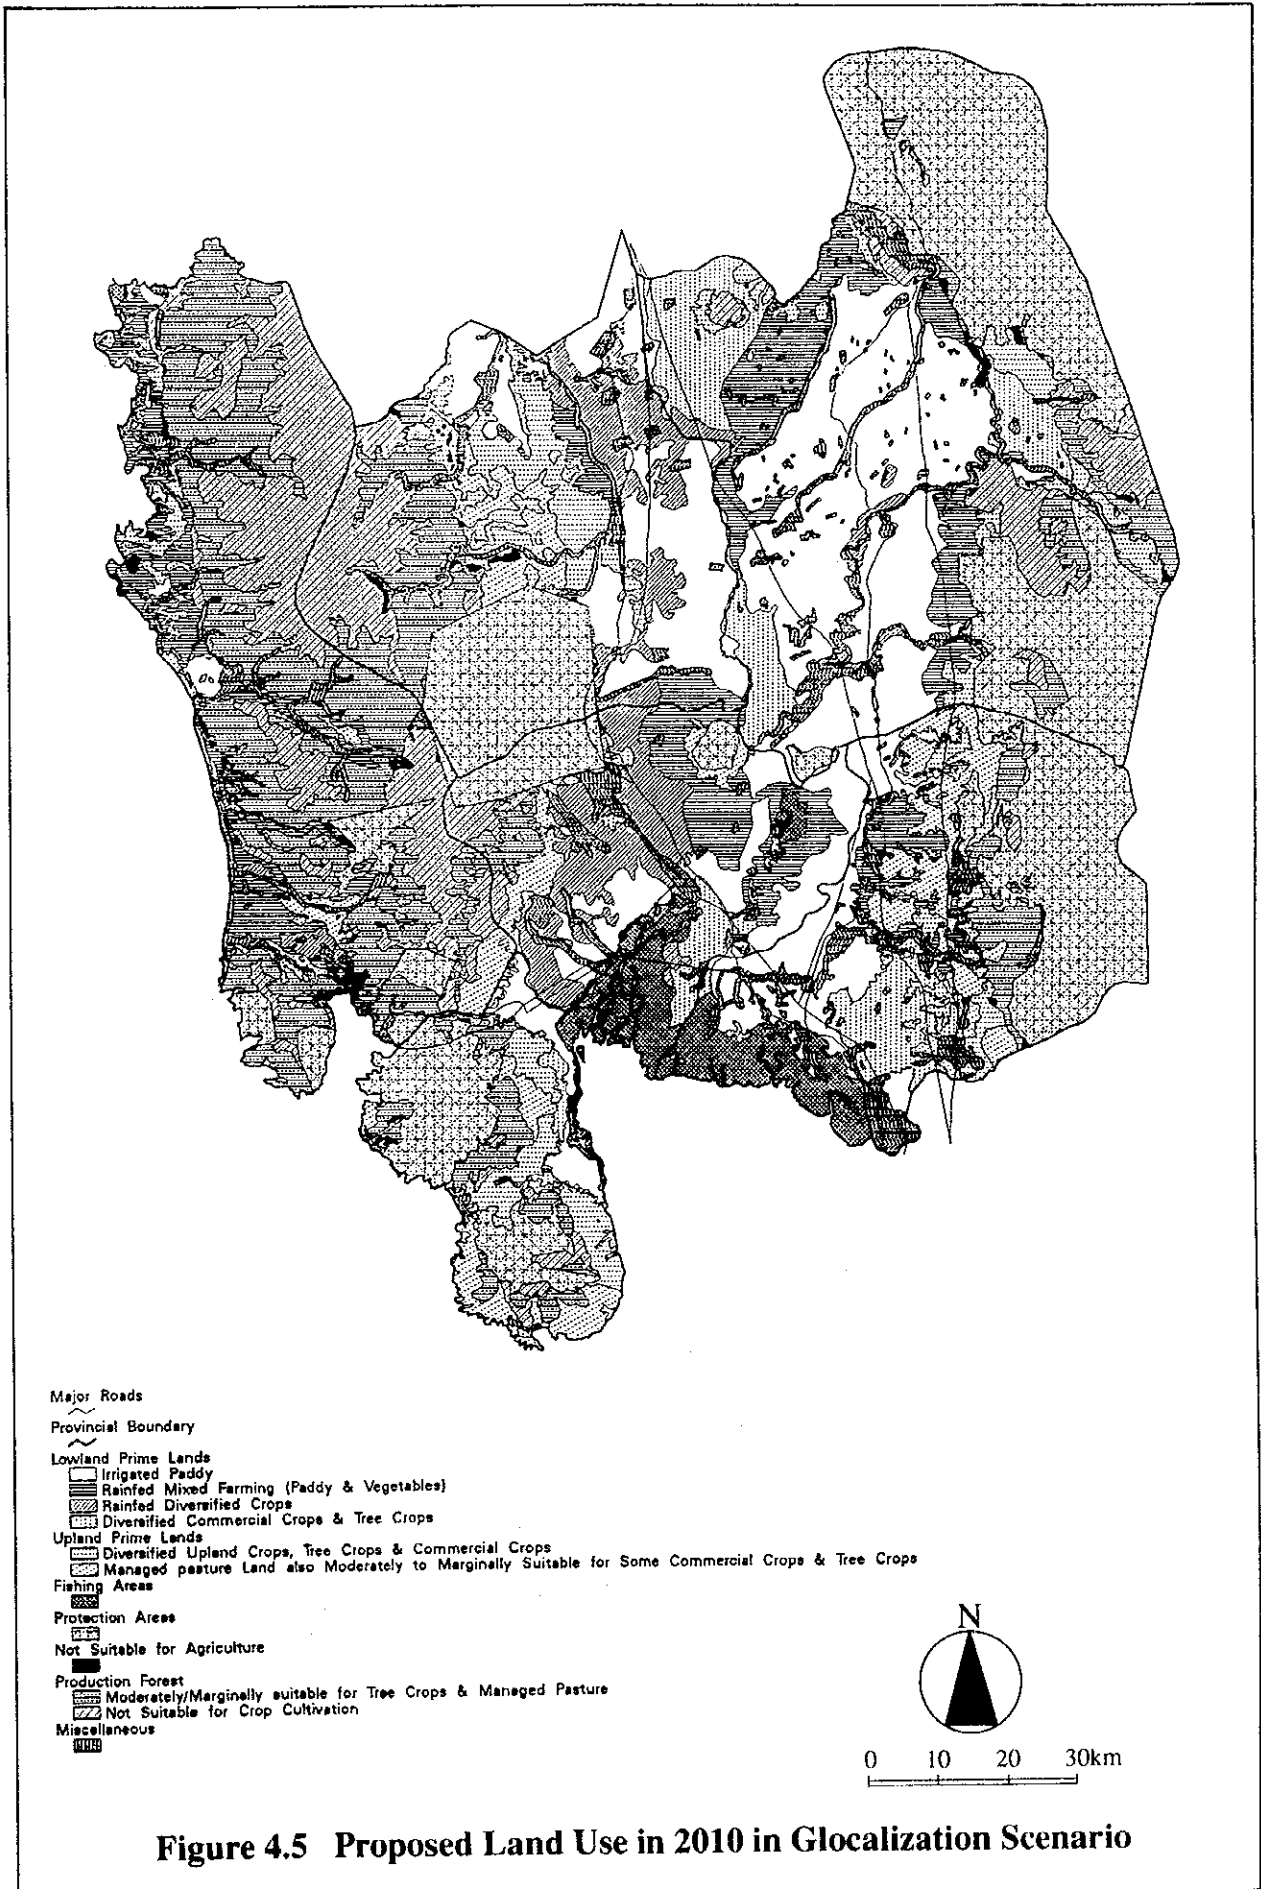 Major Roads
Provincial Boundary
Lowland Prime Lands
Irrigated Paddy
Rainfed Mixed Farming (Paddy & Vegetables)
Rainfed Diversified Crops
Diversified Commercial Crops & Tree Crops
Upland Prime Lands
Diversified Upland Crops, Tree Crops & Commercial Crops
Managed pasture Land also Moderately to Marginally Suitable for Some Commercial Crops & Tree Crops
Fishing Areas
Protection Areas
Not Suitable for Agriculture
Production Forest
Moderately/Marginally suitable for Tree Crops & Managed Pasture
Not Suitable for Crop Cultivation
Miscellaneous
N
0 10 20 30km
Figure 4.5 Proposed Land Use in 2010 in Glocalization Scenario